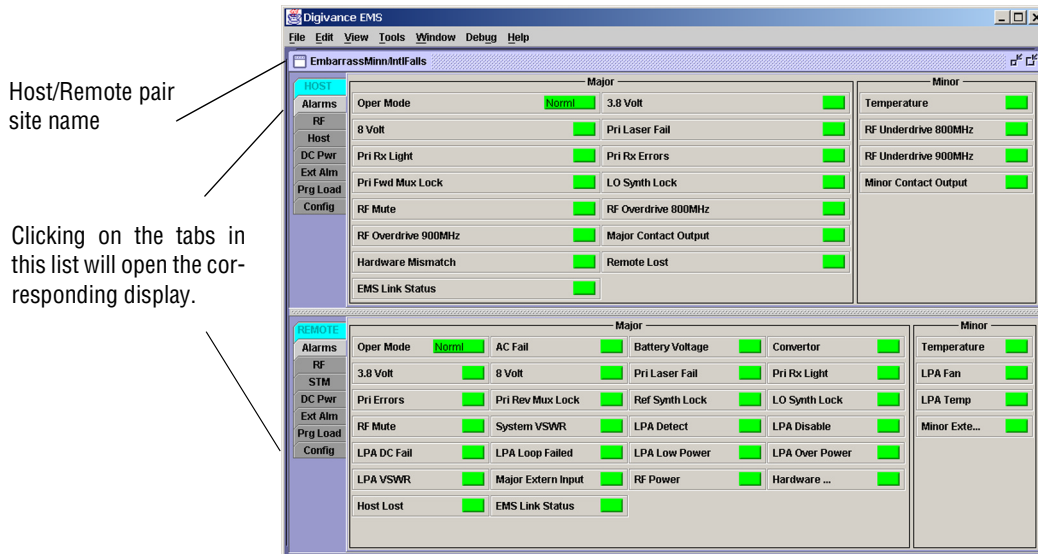 Digivance EMS
File Edit View Tools Window Debug Help
EmbarrassMinn/IntlFalls
Host/Remote pair
site name
Clicking on the tabs in
this list will open the cor-
responding display.
HOST
Alarms
RF
Host
DC Pwr
Ext Alm
Prg Load
Config
Major
Oper Mode Norml 3.8 Volt
8 Volt Pri Laser Fail
Pri Rx Light Pri Rx Errors
Pri Fwd Mux Lock LO Synth Lock
RF Mute RF Overdrive 800MHz
RF Overdrive 900MHz Major Contact Output
Hardware Mismatch Remote Lost
EMS Link Status
Minor
Temperature
RF Underdrive 800MHz
RF Underdrive 900MHz
Minor Contact Output
REMOTE
Alarms
RF
STM
DC Pwr
Ext Alm
Prg Load
Config
Major
Oper Mode Norml AC Fail Battery Voltage Convertor
3.8 Volt 8 Volt Pri Laser Fail Pri Rx Light
Pri Errors Pri Rev Mux Lock Ref Synth Lock LO Synth Lock
RF Mute System VSWR LPA Detect LPA Disable
LPA DC Fail LPA Loop Failed LPA Low Power LPA Over Power
LPA VSWR Major Extern Input RF Power Hardware ...
Host Lost EMS Link Status
Minor
Temperature
LPA Fan
LPA Temp
Minor Exte...